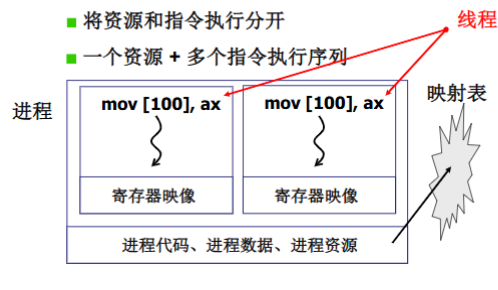 将资源和指令执行分开
线程
一个资源 + 多个指令执行序列
进程
mov [100], ax
mov [100], ax
映射表
寄存器映像
寄存器映像
进程代码、进程数据、进程资源